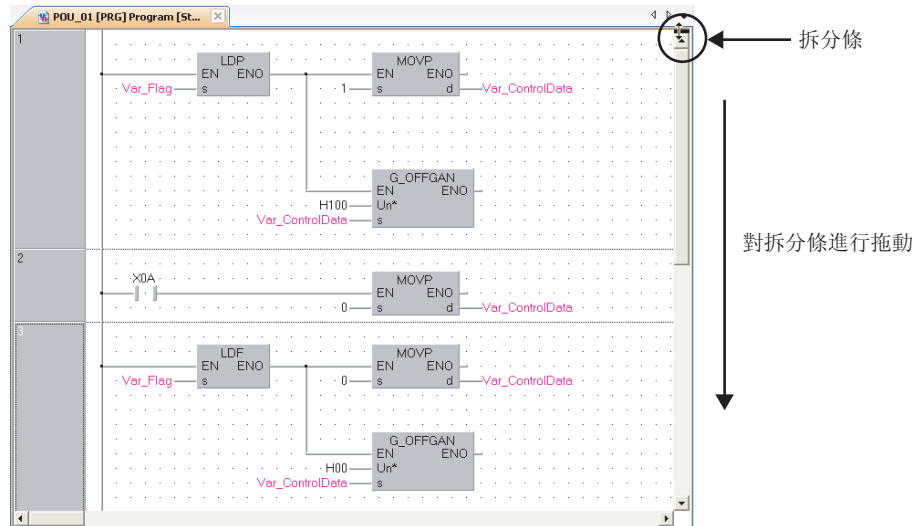 POU_01 [PRG] Program [St...
拆分條
1
LDP
EN ENO
Var_Flag s
MOVP
EN ENO
1 s d Var_ControlData
對拆分條進行拖動
G_OFFGAN
EN ENO
H100 Un*
Var_ControlData s
2
X0A
MOVP
EN ENO
0 s d Var_ControlData
3
LDF
EN ENO
Var_Flag s
MOVP
EN ENO
0 s d Var_ControlData
G_OFFGAN
EN ENO
H00 Un*
Var_ControlData s